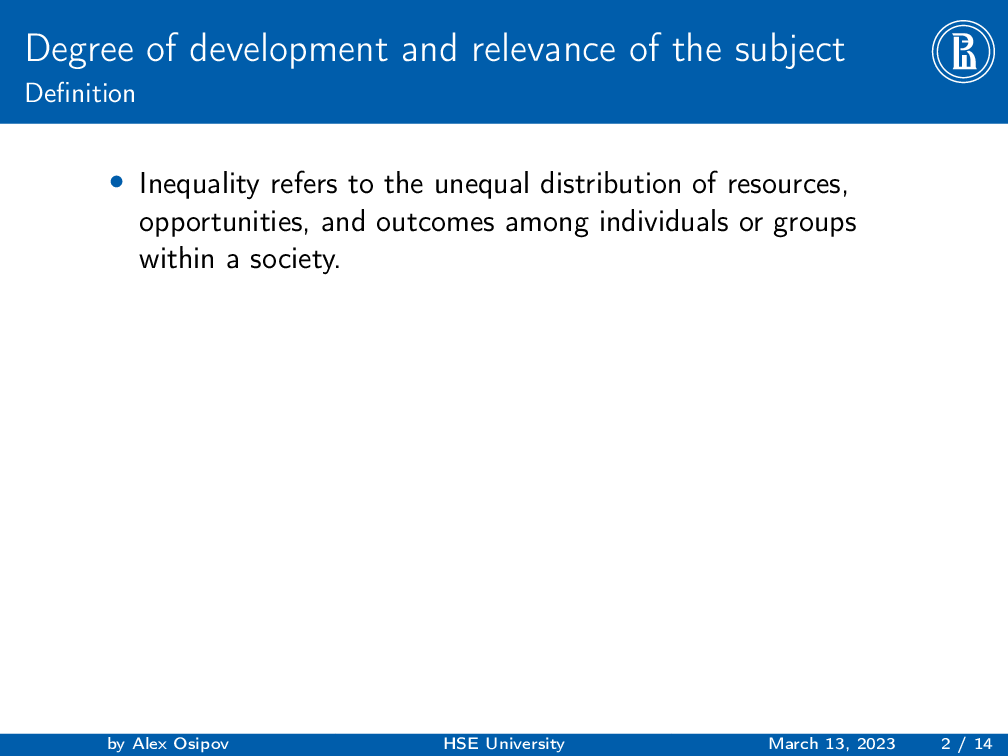 Degree of development and relevance of the subject
Definition
• Inequality refers to the unequal distribution of resources,
opportunities, and outcomes among individuals or groups
within a society.
by Alex Osipov HSE University March 13, 2023 2 / 14